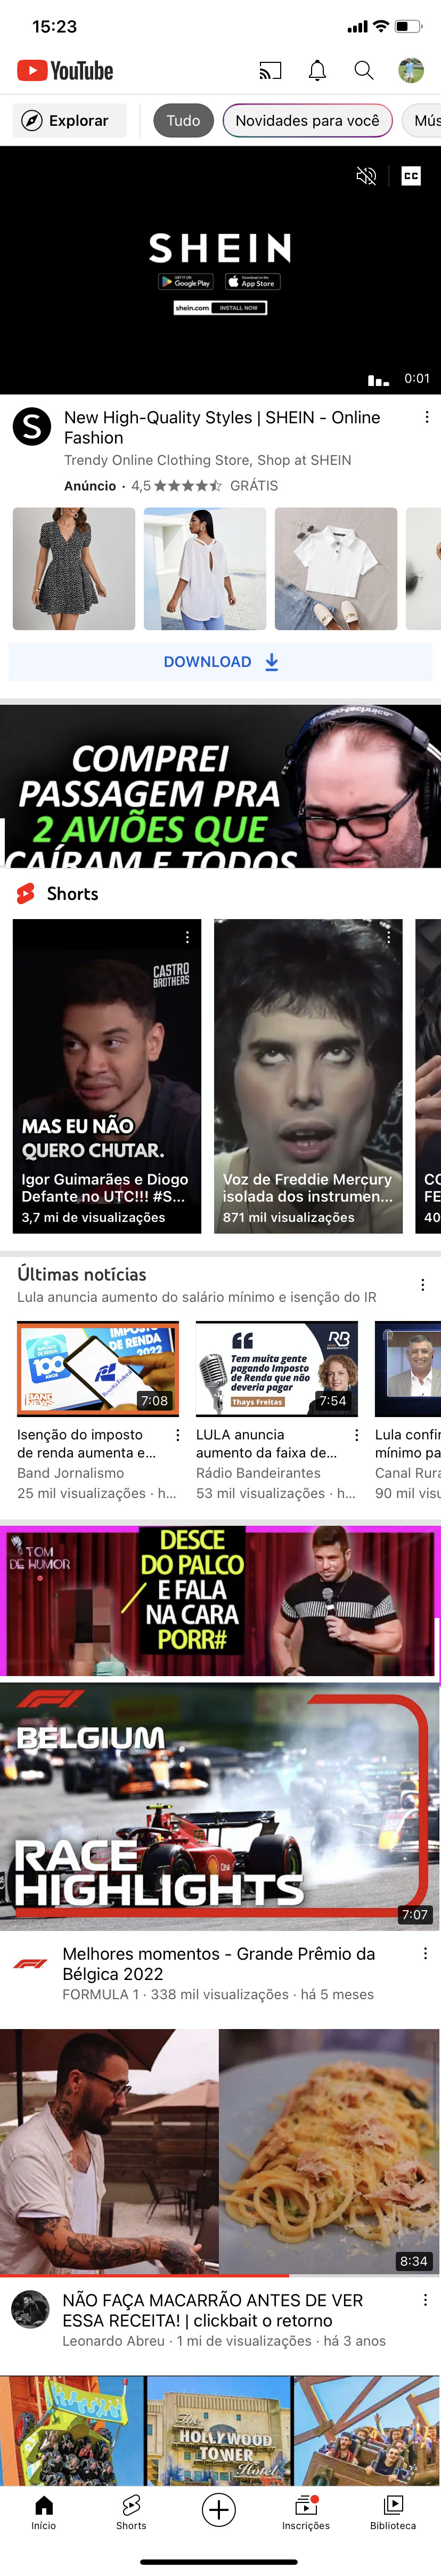 15:23
YouTube
Explorar
Tudo
Novidades para você
Mús
CC
SHEIN
GET IT ON
Google Play
Download on the
App Store
shein.com
INSTALL NOW
0:01
S
New High-Quality Styles | SHEIN - Online
Fashion
Trendy Online Clothing Store, Shop at SHEIN
Anúncio · 4,5 ★★★★ GRÁTIS
DOWNLOAD
COMPREI
PASSAGEM PRA
2 AVIÕES QUE
CAÍRAM E TODOS
Shorts
CASTRO
BROTHERS
MAS EU NÃO
QUERO CHUTAR.
Igor Guimarães e Diogo
Defante no UTC!!! #S...
3,7 mi de visualizações
Voz de Freddie Mercury
isolada dos instrumen...
871 mil visualizações
CO
FE
40
Últimas notícias
Lula anuncia aumento do salário mínimo e isenção do IR
IMPOSTO
DE RENDA
2022
100
ANOS
Receita Federal
BAND
NEWS
7:08
Isenção do imposto
de renda aumenta e...
Band Jornalismo
25 mil visualizações · h...
RB
Tem muita gente
pagando Imposto
de Renda que não
deveria pagar
Thays Freitas
7:54
LULA anuncia
aumento da faixa de...
Rádio Bandeirantes
53 mil visualizações · h...
Lula confir
mínimo pa
Canal Rura
90 mil visu
TOM
DE HUMOR
DESCE
DO PALCO
E FALA
NA CARA
PORR#
F1
BELGIUM
RACE
HIGHLIGHTS
7:07
Melhores momentos - Grande Prêmio da
Bélgica 2022
FORMULA 1 · 338 mil visualizações · há 5 meses
8:34
NÃO FAÇA MACARRÃO ANTES DE VER
ESSA RECEITA! | clickbait o retorno
Leonardo Abreu · 1 mi de visualizações · há 3 anos
The
HOLLYWOOD
TOWER
Hotel
Início
Shorts
Inscrições
Biblioteca